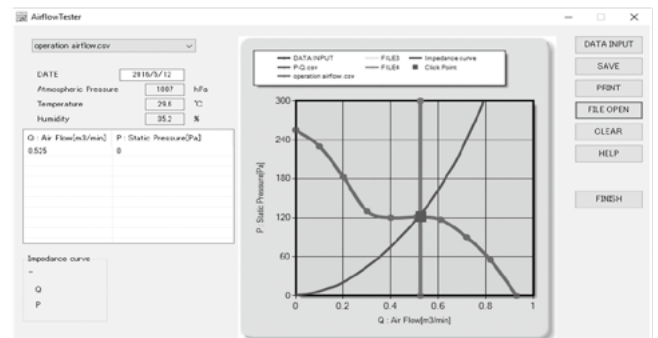 AirflowTester
operation airflow.csv
DATE 2016/5/12
Atmospheric Pressure 1007 hPa
Temperature 29.6 ℃
Humidity 35.2 %
Q : Air Flow[m3/min] P : Static Pressure[Pa]
0.525 0
Impedance curve
-
Q
P
DATA INPUT FILE3 Impedance curve
P-Q.csv FILE4 Click Point
operation airflow.csv
P : Static Pressure[Pa]
300
240
180
120
60
0
0 0.2 0.4 0.6 0.8 1
Q : Air Flow[m3/min]
DATA INPUT
SAVE
PRINT
FILE OPEN
CLEAR
HELP
FINISH